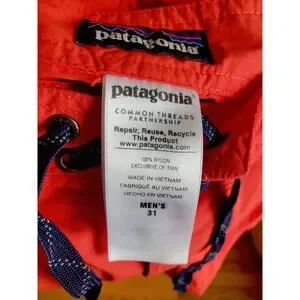 patagonia
patagonia®
COMMON THREADS
PARTNERSHIP
Repair, Reuse, Recycle
This Product
www.patagonia.com
100% NYLON
EXCLUSIVE OF TRIM
MADE IN VIETNAM
FABRIQUÉ AU VIETNAM
HECHO EN VIETNAM
MEN'S
31